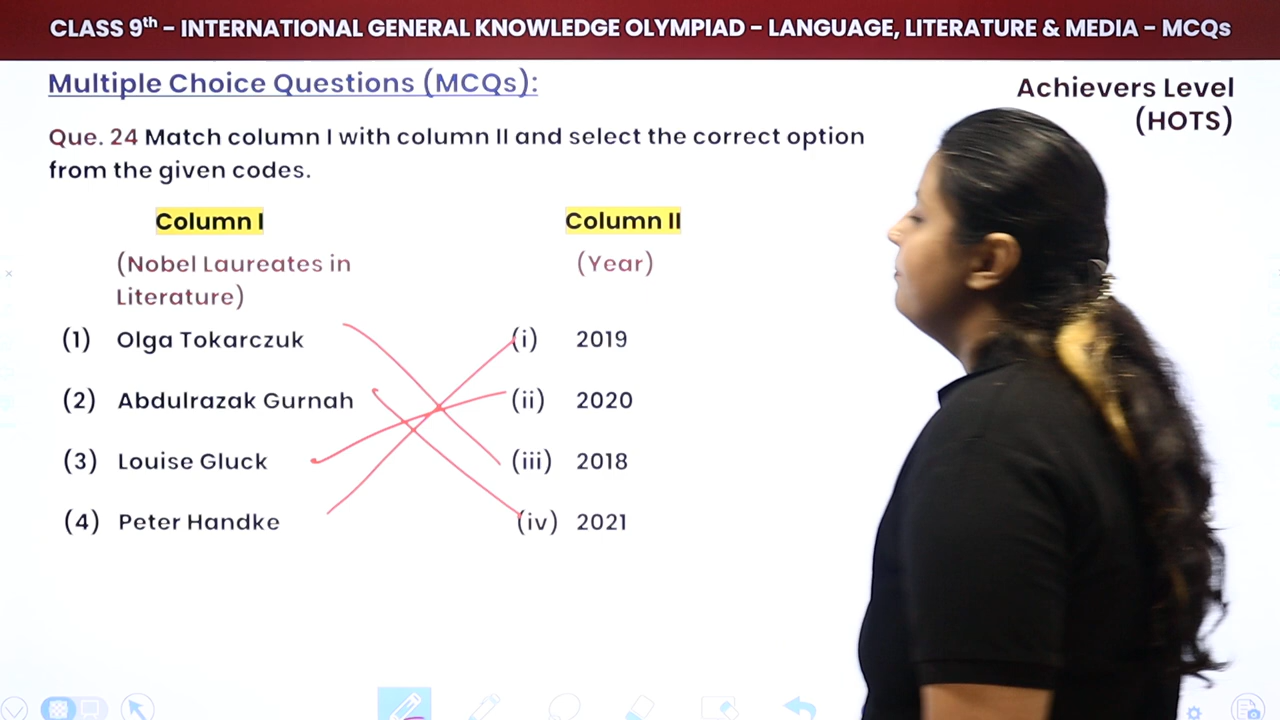 CLASS 9th - INTERNATIONAL GENERAL KNOWLEDGE OLYMPIAD - LANGUAGE, LITERATURE & MEDIA - MCQs
Multiple Choice Questions (MCQs):
Achievers Level
(HOTS)
Que. 24 Match column I with column II and select the correct option
from the given codes.
Column I Column II
(Nobel Laureates in (Year)
Literature)
(1) Olga Tokarczuk (i) 2019
(2) Abdulrazak Gurnah (ii) 2020
(3) Louise Gluck (iii) 2018
(4) Peter Handke (iv) 2021